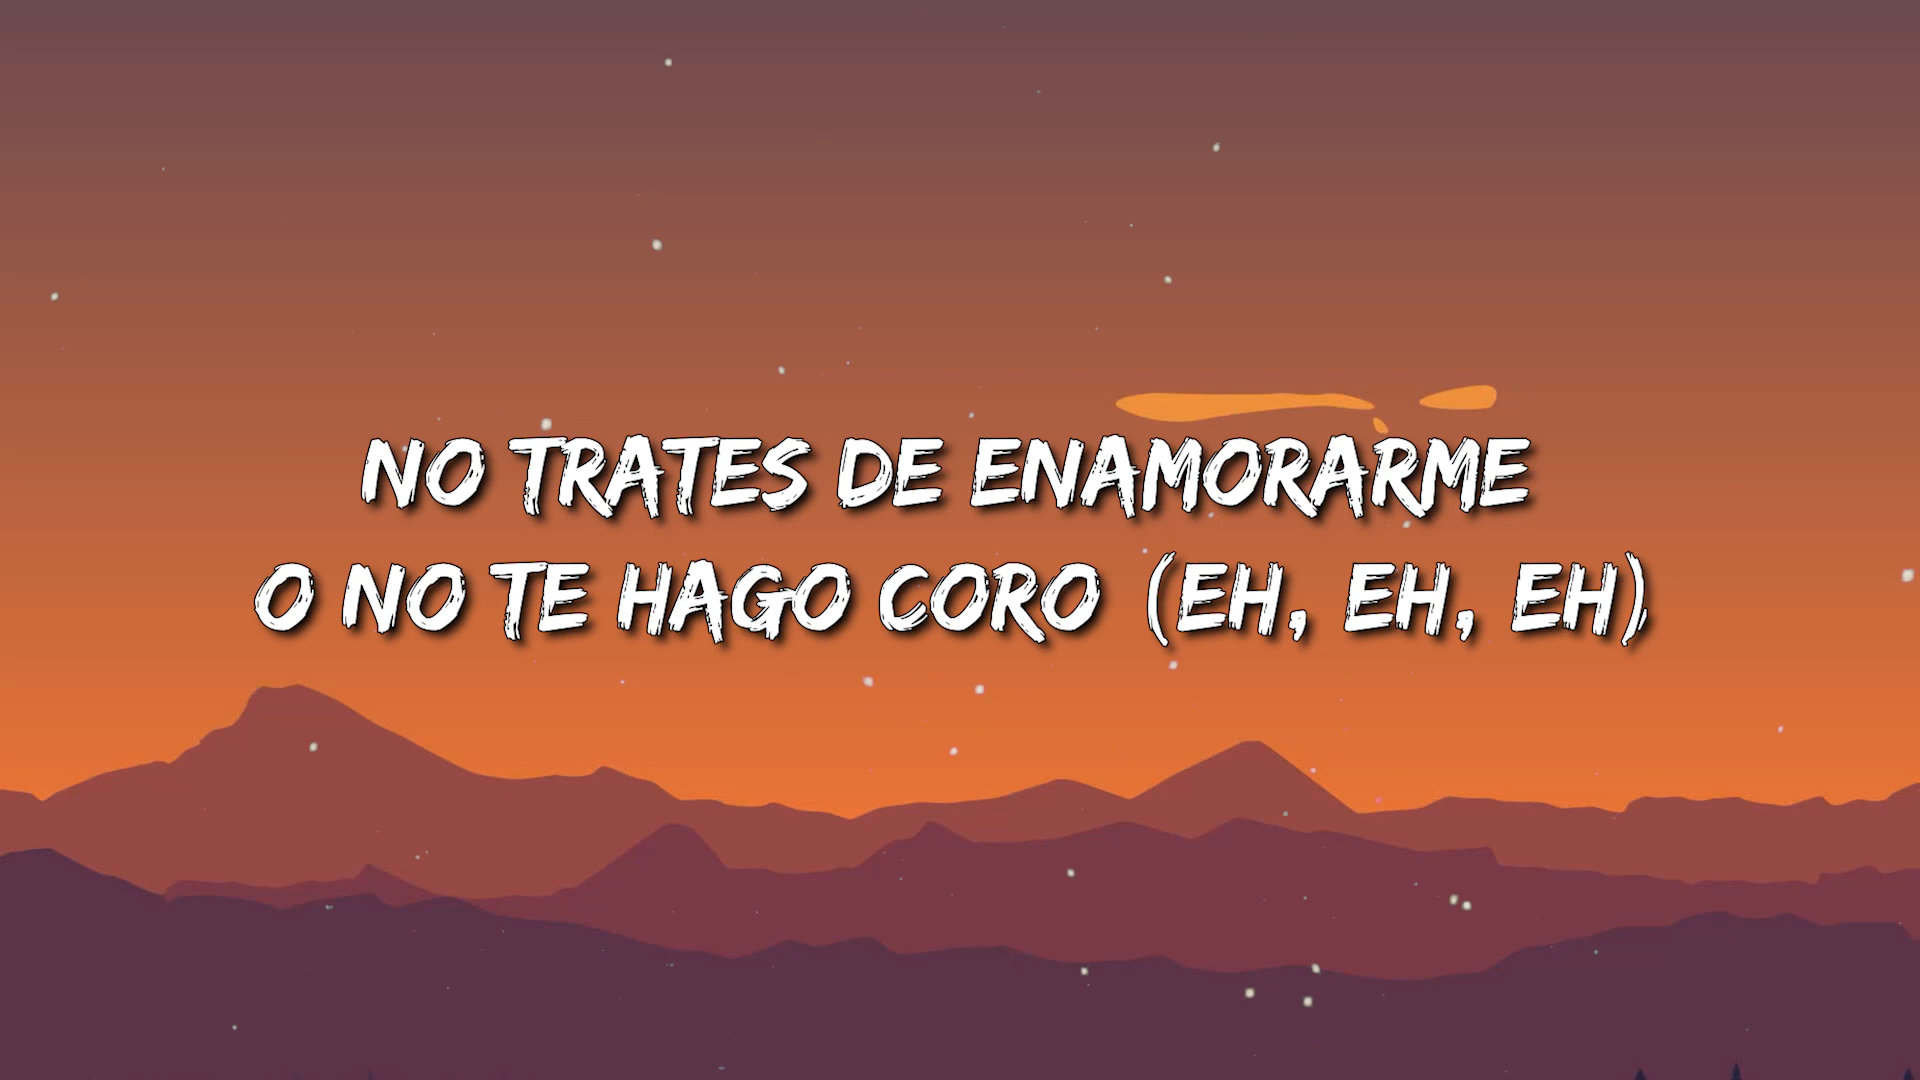 NO TRATES DE ENAMORARME
O NO TE HAGO CORO (EH, EH, EH)